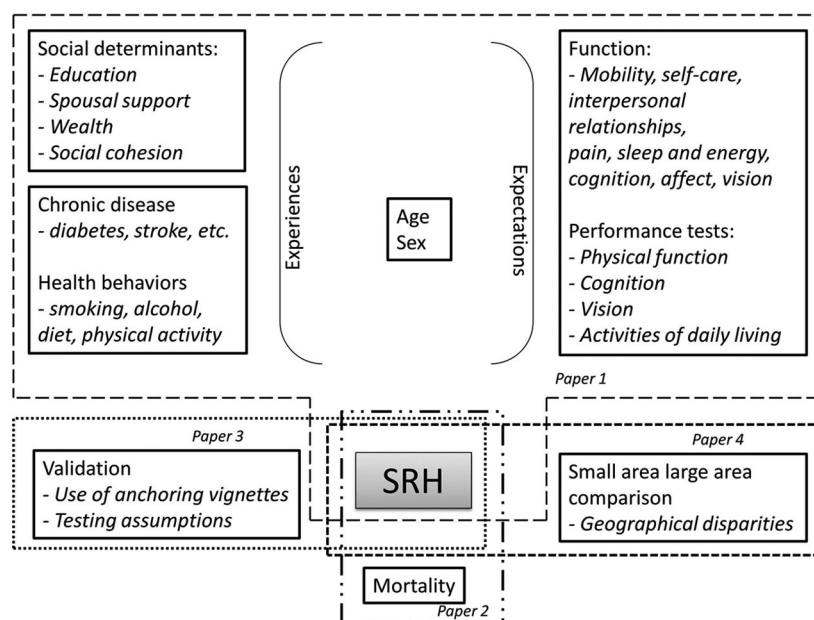 Social determinants:
- Education
- Spousal support
- Wealth
- Social cohesion
Chronic disease
- diabetes, stroke, etc.
Health behaviors
- smoking, alcohol,
diet, physical activity
Experiences
Age
Sex
Expectations
Function:
- Mobility, self-care,
interpersonal
relationships,
pain, sleep and energy,
cognition, affect, vision
Performance tests:
- Physical function
- Cognition
- Vision
- Activities of daily living
Paper 1
Paper 3
Validation
- Use of anchoring vignettes
- Testing assumptions
SRH
Paper 4
Small area large area
comparison
- Geographical disparities
Mortality
Paper 2